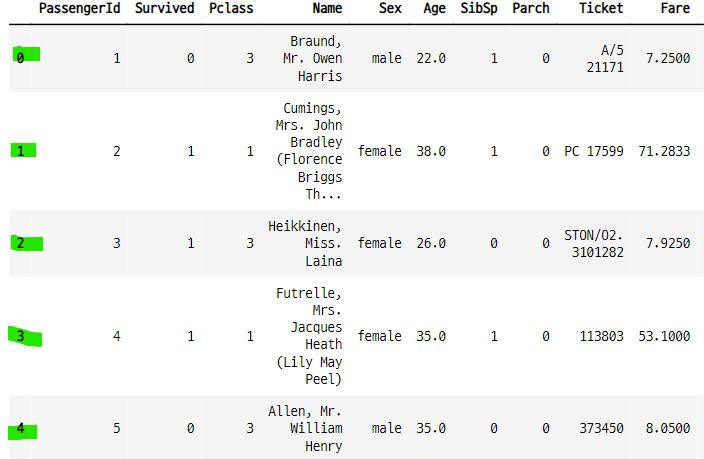 PassengerId Survived Pclass Name Sex Age SibSp Parch Ticket Fare
0 1 0 3 Braund, Mr. Owen Harris male 22.0 1 0 A/5 21171 7.2500
1 2 1 1 Cumings, Mrs. John Bradley (Florence Briggs Th... female 38.0 1 0 PC 17599 71.2833
2 3 1 3 Heikkinen, Miss. Laina female 26.0 0 0 STON/O2. 3101282 7.9250
3 4 1 1 Futrelle, Mrs. Jacques Heath (Lily May Peel) female 35.0 1 0 113803 53.1000
4 5 0 3 Allen, Mr. William Henry male 35.0 0 0 373450 8.0500